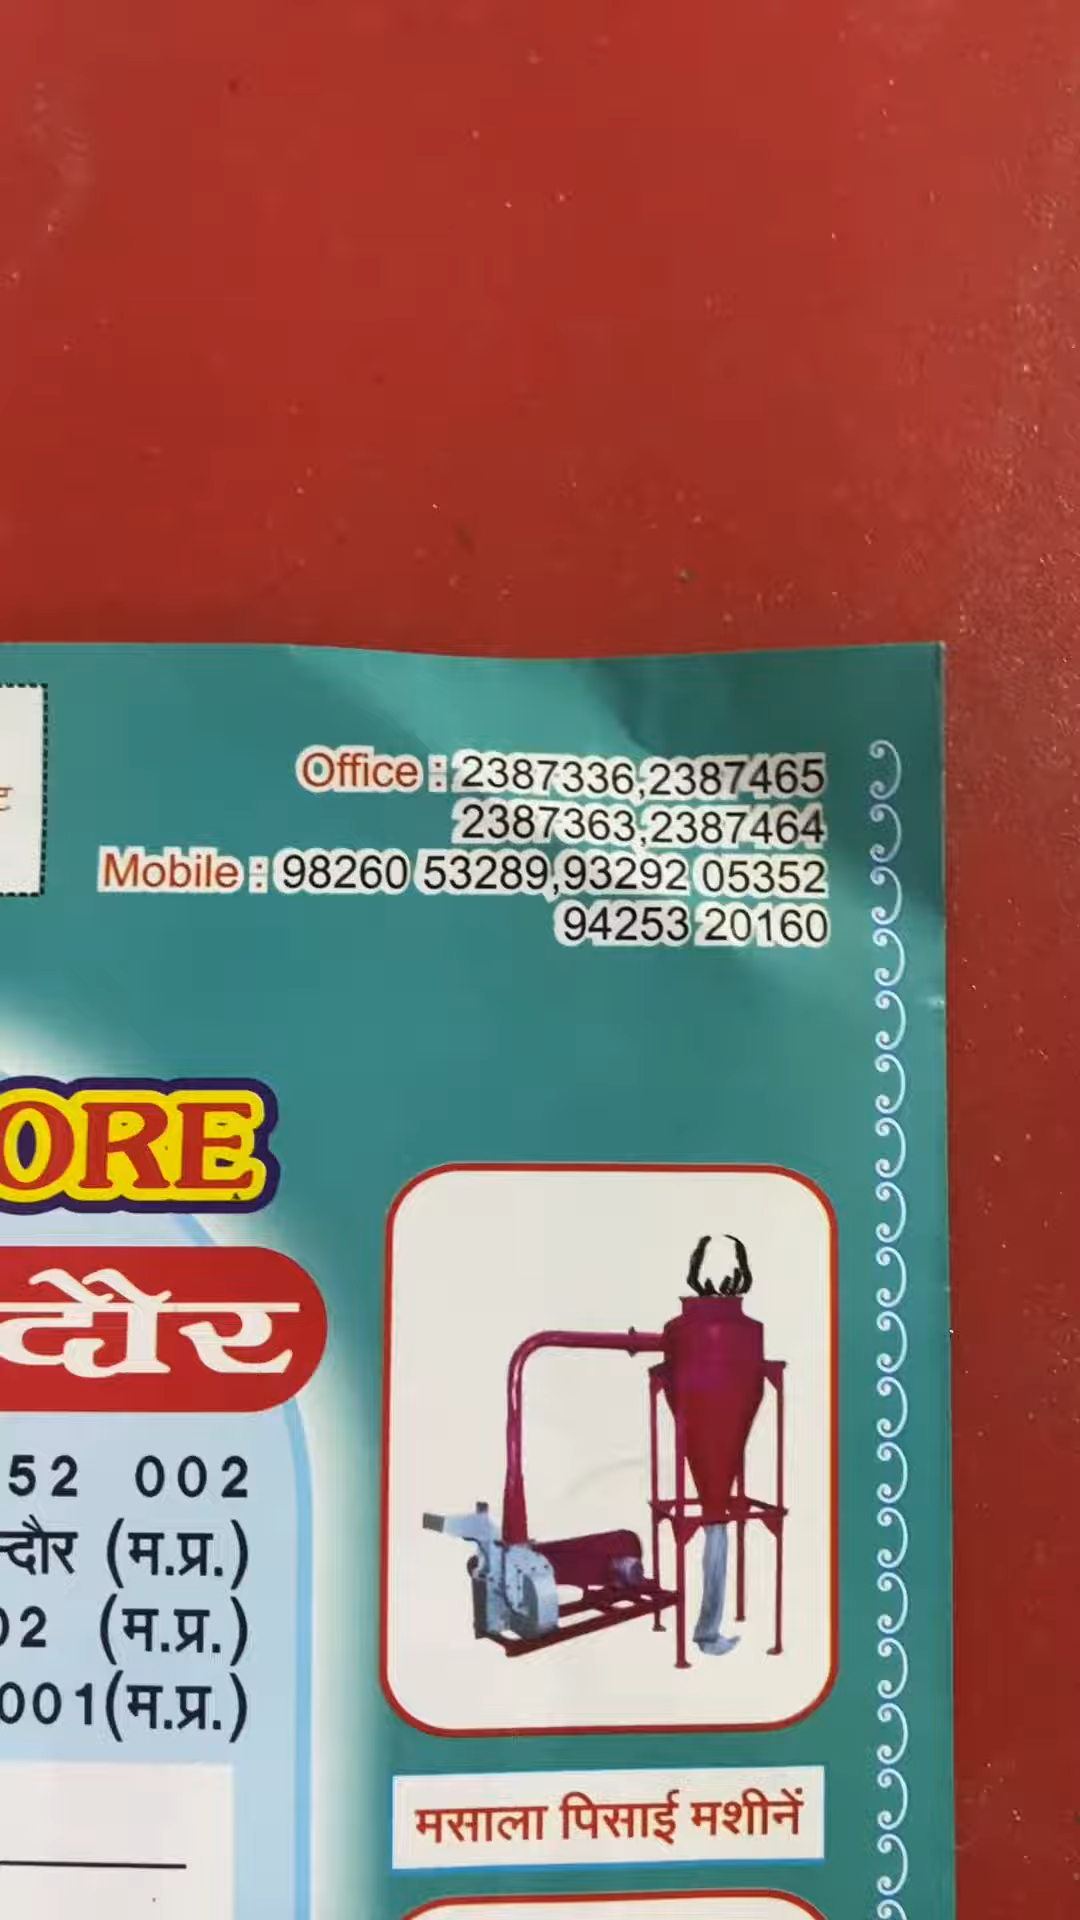 Office : 2387336,2387465
2387363,2387464
Mobile : 98260 53289,93292 05352
94253 20160
ORE
52 002
(म.प्र.)
02 (म.प्र.)
001(म.प्र.)
मसाला पिसाई मशीनें